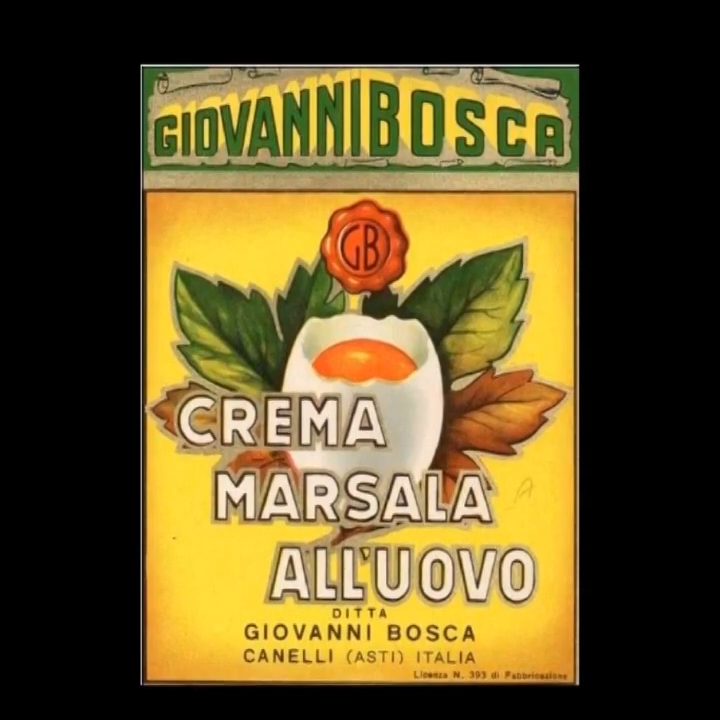 GIOVANNI BOSCA
GB
CREMA
MARSALA
ALL'UOVO
DITTA
GIOVANNI BOSCA
CANELLI (ASTI) ITALIA
Licenza N. 393 di Fabbricazione